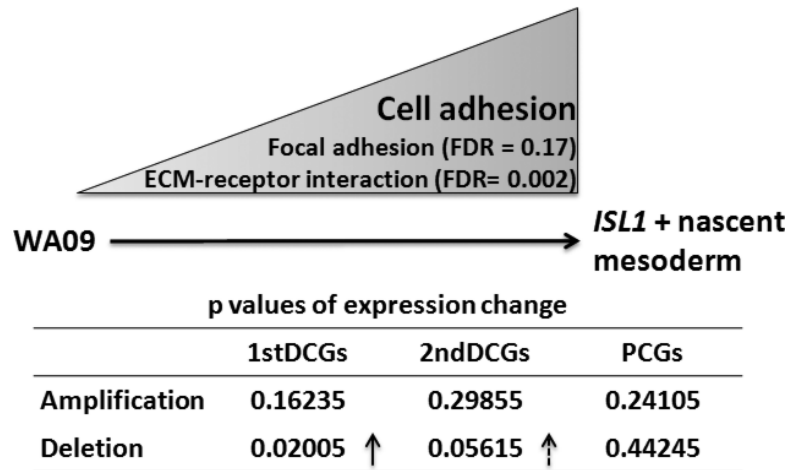 Cell adhesion
Focal adhesion (FDR = 0.17)
ECM-receptor interaction (FDR= 0.002)
WA09
ISL1 + nascent
mesoderm
p values of expression change
1stDCGs 2ndDCGs PCGs
Amplification 0.16235 0.29855 0.24105
Deletion 0.02005 0.05615 0.44245